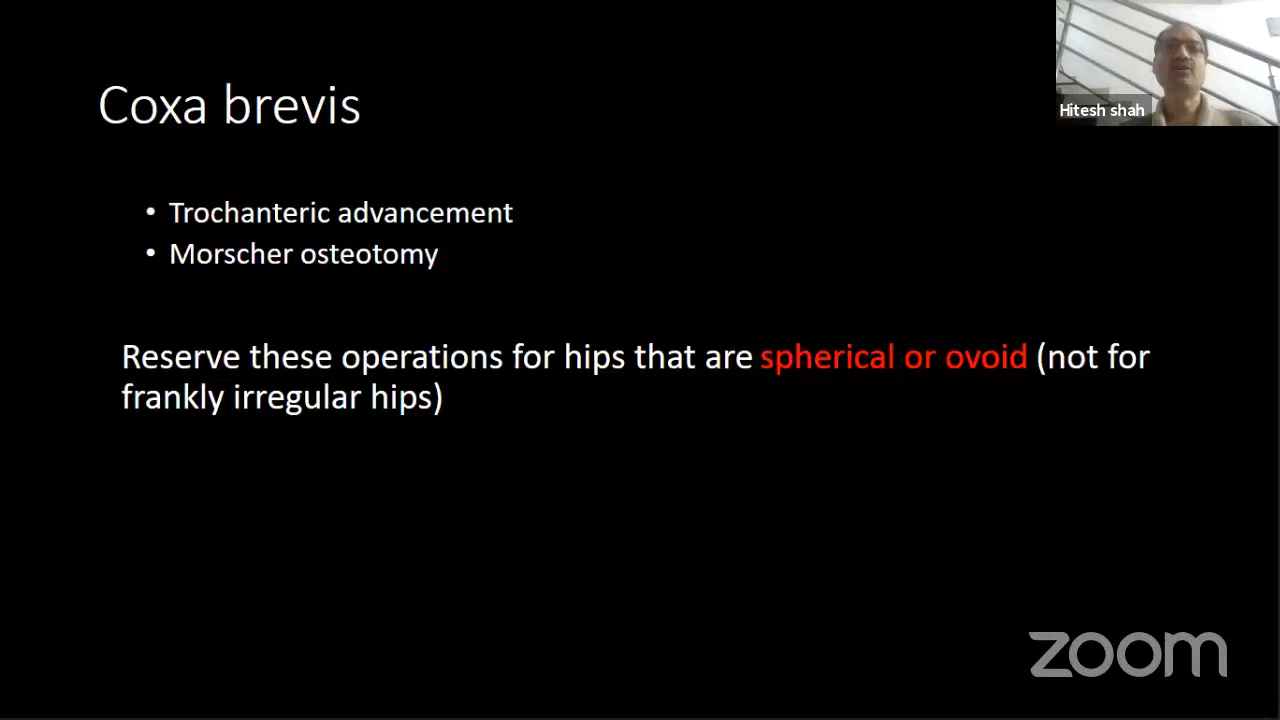 Coxa brevis
Hitesh shah
• Trochanteric advancement
• Morscher osteotomy
Reserve these operations for hips that are spherical or ovoid (not for
frankly irregular hips)
zoom